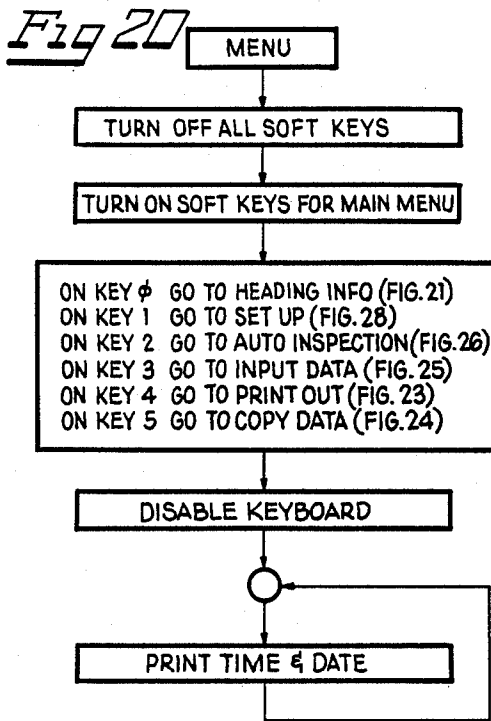 Fig 20
MENU
TURN OFF ALL SOFT KEYS
TURN ON SOFT KEYS FOR MAIN MENU
ON KEY ϕ GO TO HEADING INFO (FIG.21)
ON KEY 1 GO TO SET UP (FIG.28)
ON KEY 2 GO TO AUTO INSPECTION (FIG.26)
ON KEY 3 GO TO INPUT DATA (FIG.25)
ON KEY 4 GO TO PRINT OUT (FIG.23)
ON KEY 5 GO TO COPY DATA (FIG.24)
DISABLE KEYBOARD
PRINT TIME & DATE